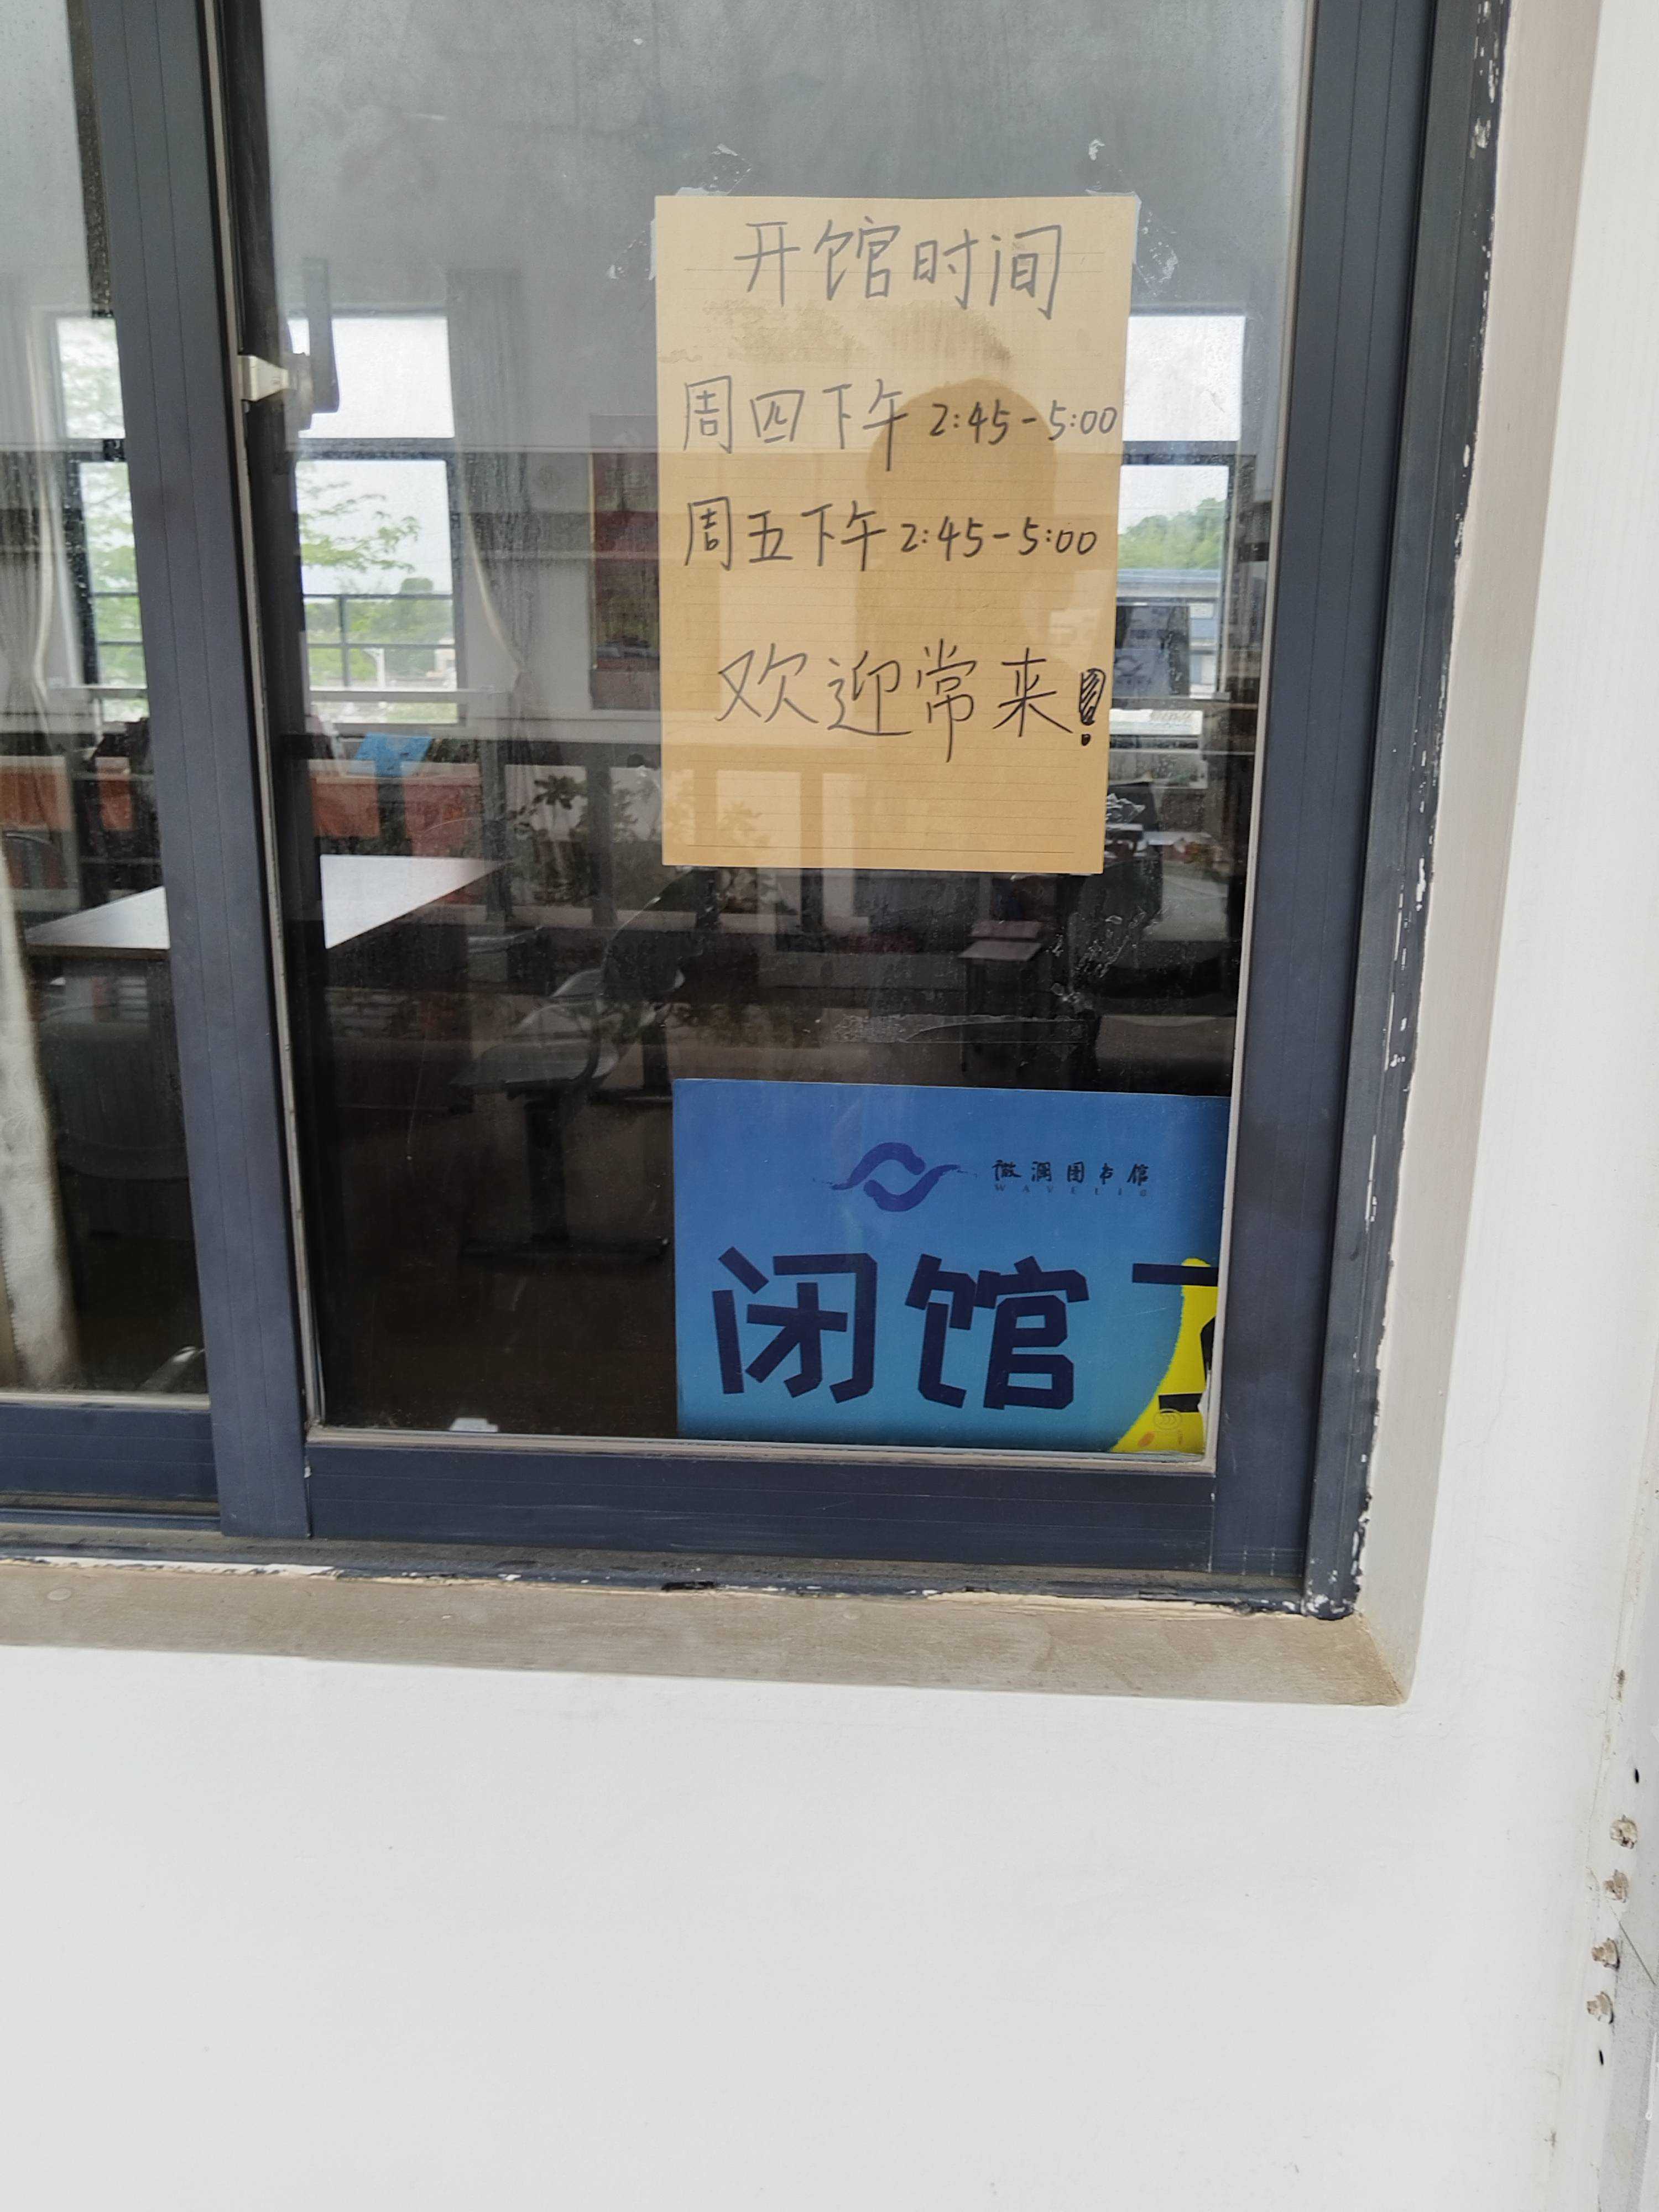 开馆时间
周四下午 2:45-5:00
周五下午 2:45-5:00
欢迎常来!
微澜图书馆
闭馆